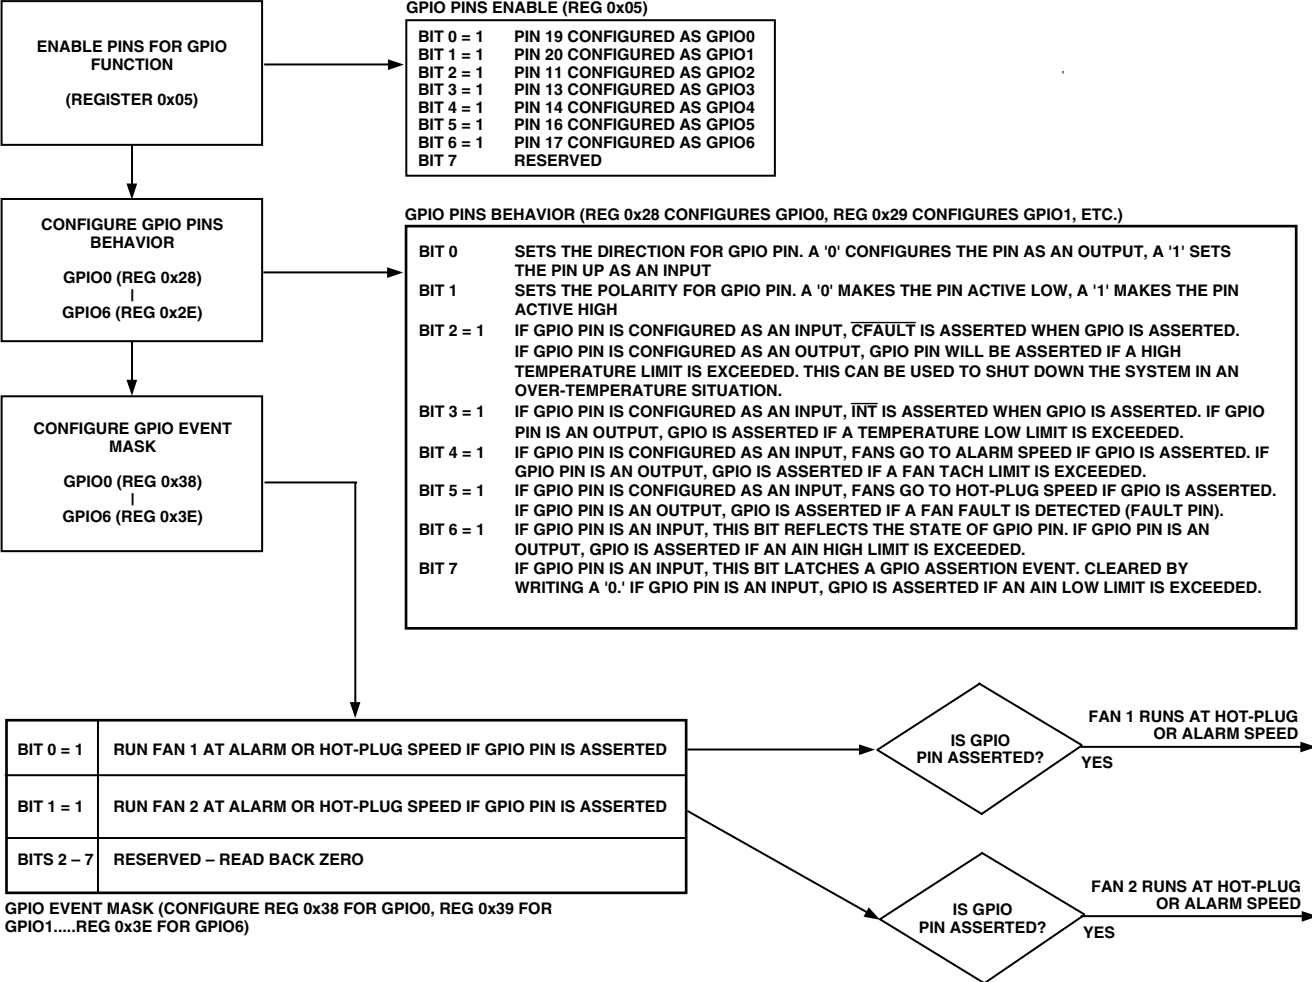 ENABLE PINS FOR GPIO
FUNCTION
(REGISTER 0x05)
GPIO PINS ENABLE (REG 0x05)
BIT 0 = 1 PIN 19 CONFIGURED AS GPIO0
BIT 1 = 1 PIN 20 CONFIGURED AS GPIO1
BIT 2 = 1 PIN 11 CONFIGURED AS GPIO2
BIT 3 = 1 PIN 13 CONFIGURED AS GPIO3
BIT 4 = 1 PIN 14 CONFIGURED AS GPIO4
BIT 5 = 1 PIN 16 CONFIGURED AS GPIO5
BIT 6 = 1 PIN 17 CONFIGURED AS GPIO6
BIT 7 RESERVED
CONFIGURE GPIO PINS
BEHAVIOR
GPIO0 (REG 0x28)
GPIO6 (REG 0x2E)
GPIO PINS BEHAVIOR (REG 0x28 CONFIGURES GPIO0, REG 0x29 CONFIGURES GPIO1, ETC.)
BIT 0 SETS THE DIRECTION FOR GPIO PIN. A '0' CONFIGURES THE PIN AS AN OUTPUT, A '1' SETS
THE PIN UP AS AN INPUT
BIT 1 SETS THE POLARITY FOR GPIO PIN. A '0' MAKES THE PIN ACTIVE LOW, A '1' MAKES THE PIN
ACTIVE HIGH
BIT 2 = 1 IF GPIO PIN IS CONFIGURED AS AN INPUT, CFAULT IS ASSERTED WHEN GPIO IS ASSERTED.
IF GPIO PIN IS CONFIGURED AS AN OUTPUT, GPIO PIN WILL BE ASSERTED IF A HIGH
TEMPERATURE LIMIT IS EXCEEDED. THIS CAN BE USED TO SHUT DOWN THE SYSTEM IN AN
OVER-TEMPERATURE SITUATION.
BIT 3 = 1 IF GPIO PIN IS CONFIGURED AS AN INPUT, INT IS ASSERTED WHEN GPIO IS ASSERTED. IF GPIO
PIN IS AN OUTPUT, GPIO IS ASSERTED IF A TEMPERATURE LOW LIMIT IS EXCEEDED.
BIT 4 = 1 IF GPIO PIN IS CONFIGURED AS AN INPUT, FANS GO TO ALARM SPEED IF GPIO IS ASSERTED. IF
GPIO PIN IS AN OUTPUT, GPIO IS ASSERTED IF A FAN TACH LIMIT IS EXCEEDED.
BIT 5 = 1 IF GPIO PIN IS CONFIGURED AS AN INPUT, FANS GO TO HOT-PLUG SPEED IF GPIO IS ASSERTED.
IF GPIO PIN IS AN OUTPUT, GPIO IS ASSERTED IF A FAN FAULT IS DETECTED (FAULT PIN).
BIT 6 = 1 IF GPIO PIN IS AN INPUT, THIS BIT REFLECTS THE STATE OF GPIO PIN. IF GPIO PIN IS AN
OUTPUT, GPIO IS ASSERTED IF AN AIN HIGH LIMIT IS EXCEEDED.
BIT 7 IF GPIO PIN IS AN INPUT, THIS BIT LATCHES A GPIO ASSERTION EVENT. CLEARED BY
WRITING A '0.' IF GPIO PIN IS AN INPUT, GPIO IS ASSERTED IF AN AIN LOW LIMIT IS EXCEEDED.
CONFIGURE GPIO EVENT
MASK
GPIO0 (REG 0x38)
GPIO6 (REG 0x3E)
BIT 0 = 1 RUN FAN 1 AT ALARM OR HOT-PLUG SPEED IF GPIO PIN IS ASSERTED
BIT 1 = 1 RUN FAN 2 AT ALARM OR HOT-PLUG SPEED IF GPIO PIN IS ASSERTED
BITS 2 – 7 RESERVED – READ BACK ZERO
GPIO EVENT MASK (CONFIGURE REG 0x38 FOR GPIO0, REG 0x39 FOR
GPIO1.....REG 0x3E FOR GPIO6)
IS GPIO
PIN ASSERTED?
FAN 1 RUNS AT HOT-PLUG
OR ALARM SPEED
YES
IS GPIO
PIN ASSERTED?
FAN 2 RUNS AT HOT-PLUG
OR ALARM SPEED
YES